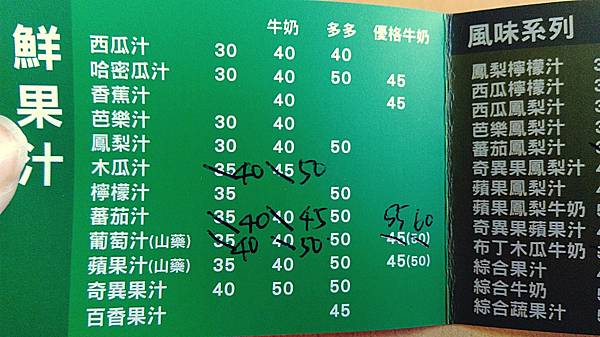 鮮果汁
牛奶 多多 優格牛奶
西瓜汁 30 40 40
哈密瓜汁 30 40 50 45
香蕉汁 40 45
芭樂汁 30 40
鳳梨汁 30 40 50
木瓜汁 35 40 45 50
檸檬汁 35 50
蕃茄汁 35 40 40 45 50 55 60
葡萄汁(山藥) 35 40 40 50 50 45(50)
蘋果汁(山藥) 35 40 50 45(50)
奇異果汁 40 50 50
百香果汁 45
風味系列
鳳梨檸檬汁
西瓜檸檬汁
西瓜鳳梨汁
芭樂鳳梨汁
蕃茄鳳梨汁
奇異果鳳梨汁
蘋果鳳梨汁
蘋果鳳梨牛奶
奇異果蘋果汁
布丁木瓜牛奶
綜合果汁
綜合牛奶
綜合蔬果汁